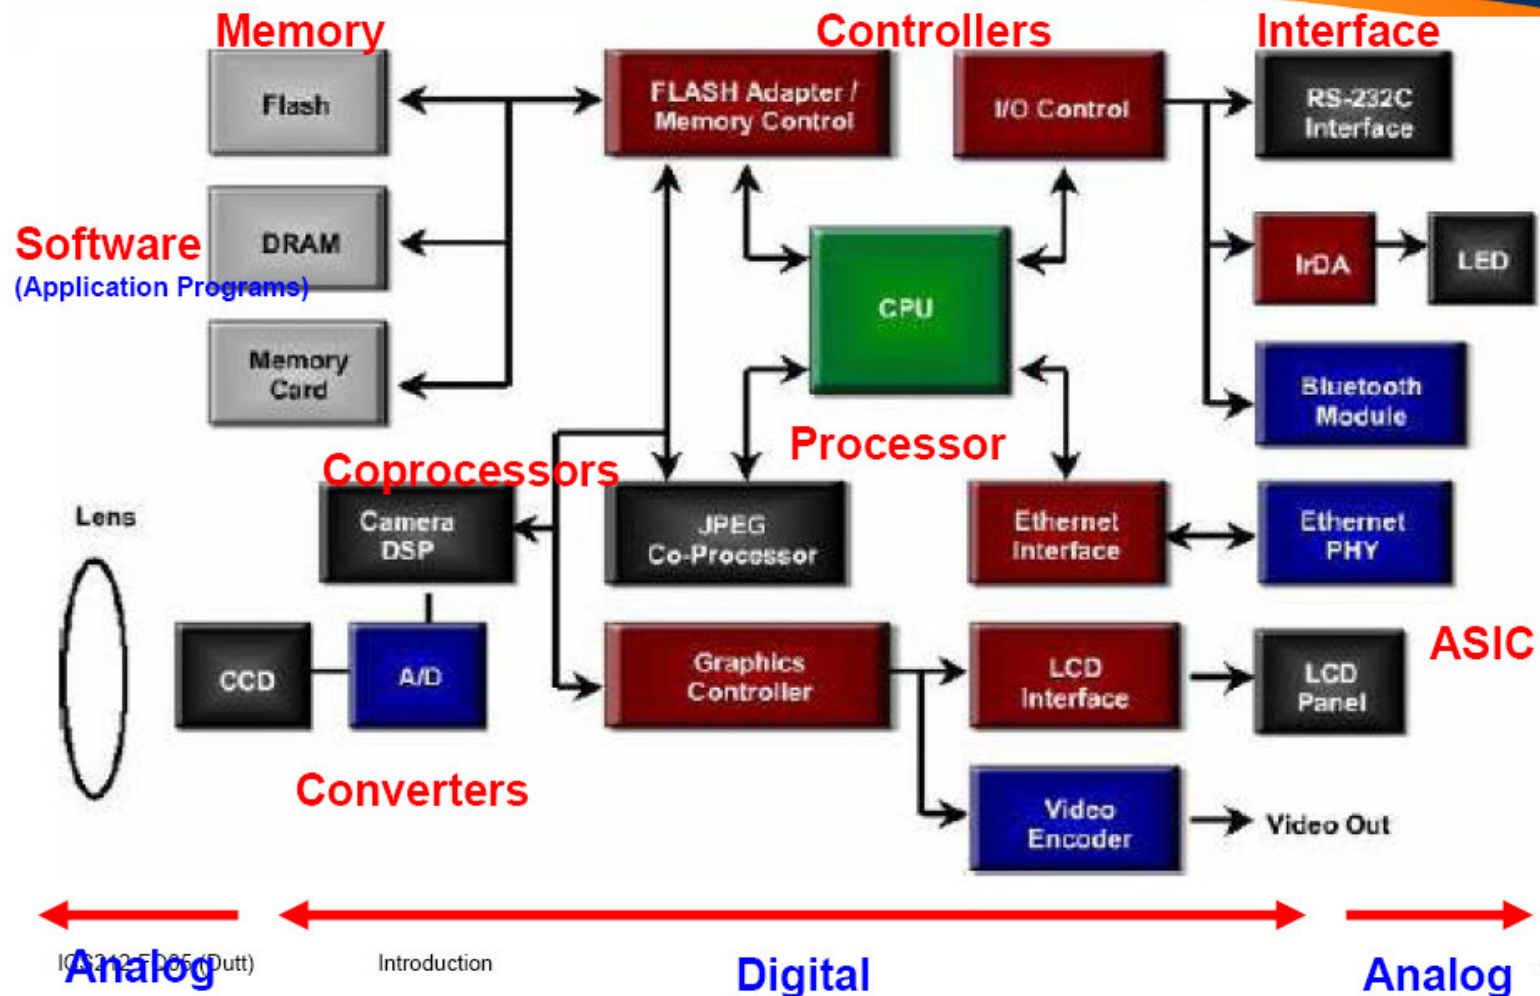 Memory
Controllers
Interface
Flash
FLASH Adapter /
Memory Control
I/O Control
RS-232C
Interface
Software
(Application Programs)
DRAM
CPU
IrDA
LED
Memory
Card
Bluetooth
Module
Processor
Coprocessors
Lens
Camera
DSP
JPEG
Co-Processor
Ethernet
Interface
Ethernet
PHY
ASIC
CCD
A/D
Graphics
Controller
LCD
Interface
LCD
Panel
Converters
Video
Encoder
Video Out
Analog
(Dutt)
Introduction
Digital
Analog